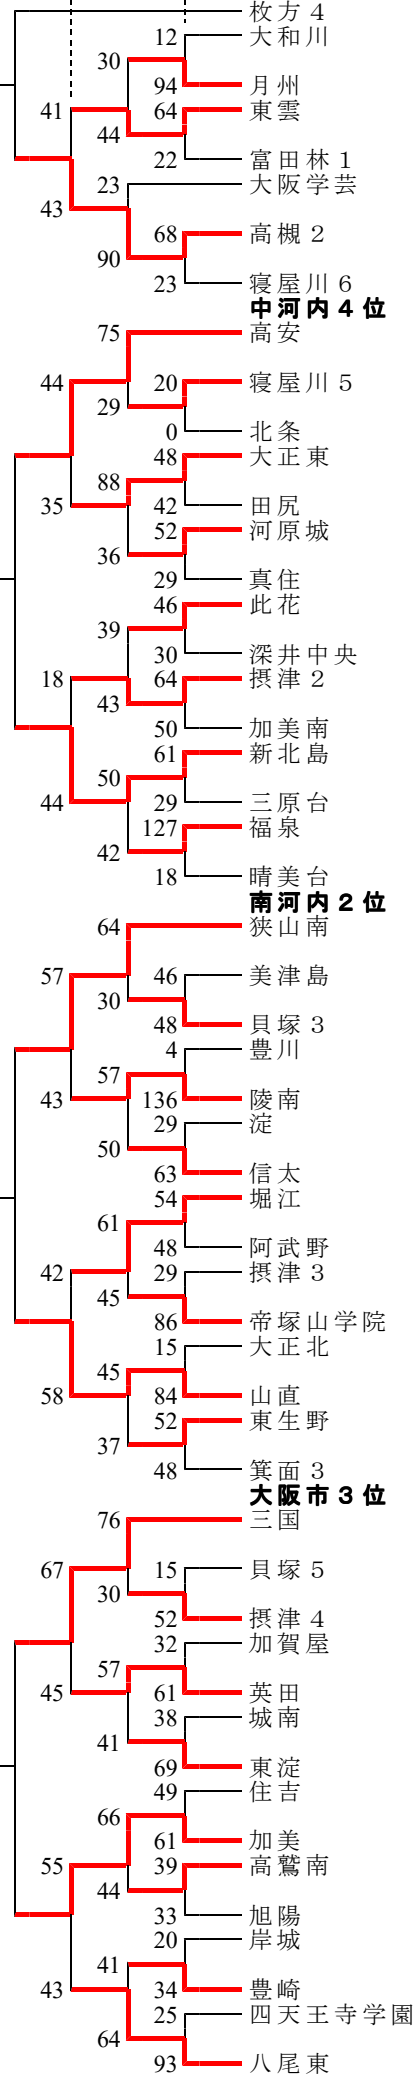 枚方４
12 大和川
30
94 月州
41 64 東雲
44
22 富田林１
23 大阪学芸
43
68 高槻２
90
23 寝屋川６
中河内４位
75 高安
44 20 寝屋川５
29
0 北条
48 大正東
88
35 42 田尻
52 河原城
36
29 真住
46 此花
39
30 深井中央
18 64 摂津２
43
50 加美南
61 新北島
50
44 29 三原台
127 福泉
42
18 晴美台
南河内２位
64 狭山南
57 46 美津島
30
48 貝塚３
4 豊川
57
43 136 陵南
29 淀
50
63 信太
54 堀江
61
48 阿武野
42 29 摂津３
45
86 帝塚山学院
15 大正北
45
58 84 山直
52 東生野
37
48 箕面３
大阪市３位
76 三国
67 15 貝塚５
30
52 摂津４
32 加賀屋
57
45 61 英田
38 城南
41
69 東淀
49 住吉
66
61 加美
55 39 高鷲南
44
33 旭陽
20 岸城
41
43 34 豊崎
25 四天王寺学園
64
93 八尾東